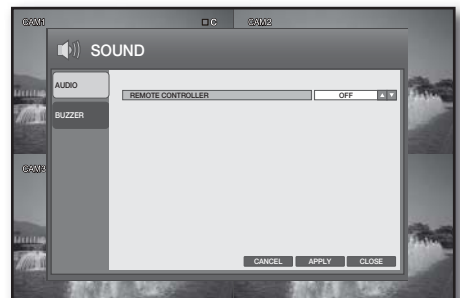 CAM1
C
CAM2
SOUND
AUDIO
REMOTE CONTROLLER OFF
BUZZER
CAM3
CANCEL APPLY CLOSE